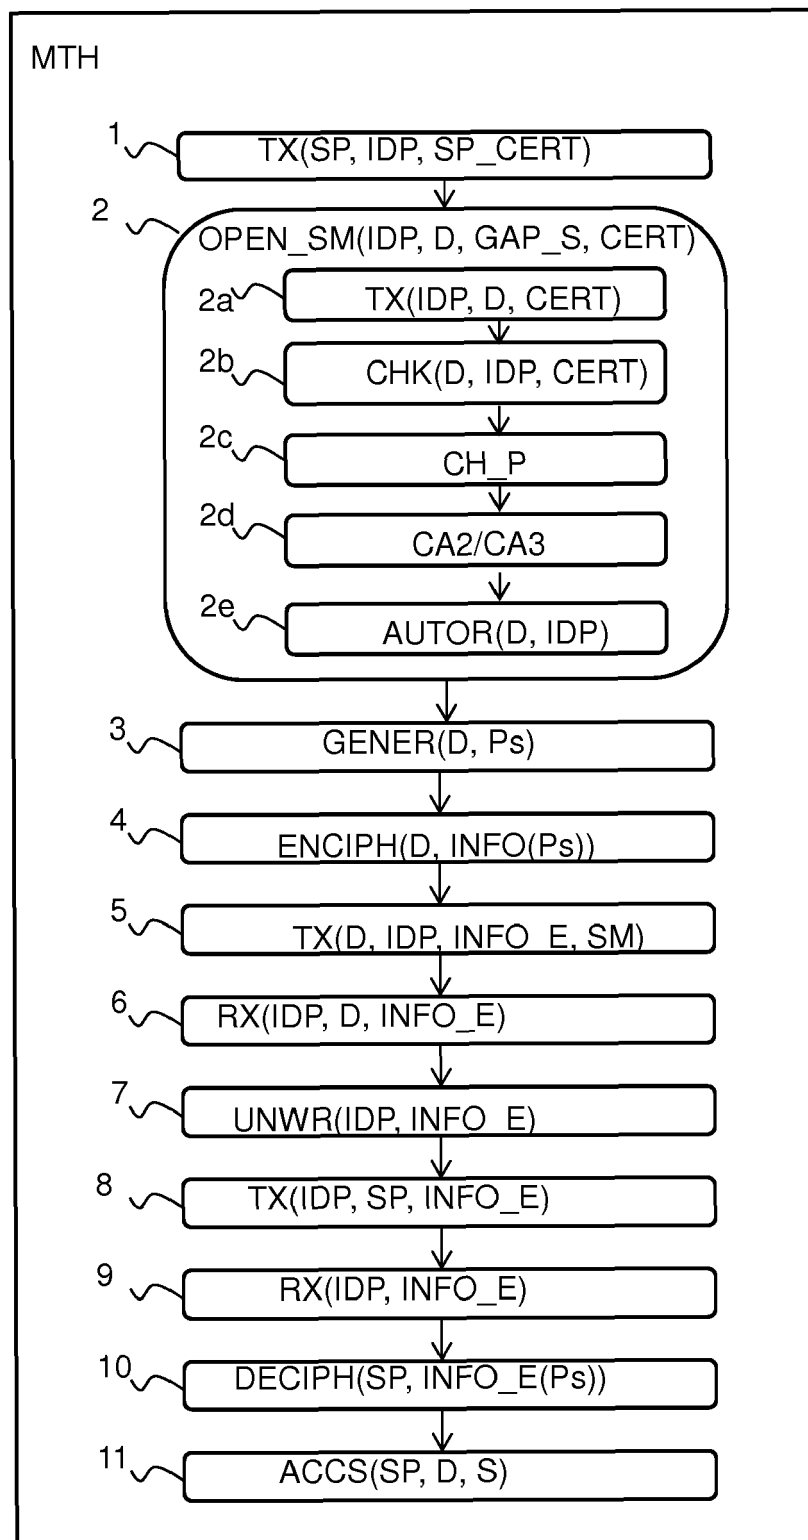 MTH
1
TX(SP, IDP, SP_CERT)
2
OPEN_SM(IDP, D, GAP_S, CERT)
2a
TX(IDP, D, CERT)
2b
CHK(D, IDP, CERT)
2c
CH_P
2d
CA2/CA3
2e
AUTOR(D, IDP)
3
GENER(D, Ps)
4
ENCIPH(D, INFO(Ps))
5
TX(D, IDP, INFO_E, SM)
6
RX(IDP, D, INFO_E)
7
UNWR(IDP, INFO_E)
8
TX(IDP, SP, INFO_E)
9
RX(IDP, INFO_E)
10
DECIPH(SP, INFO_E(Ps))
11
ACCS(SP, D, S)